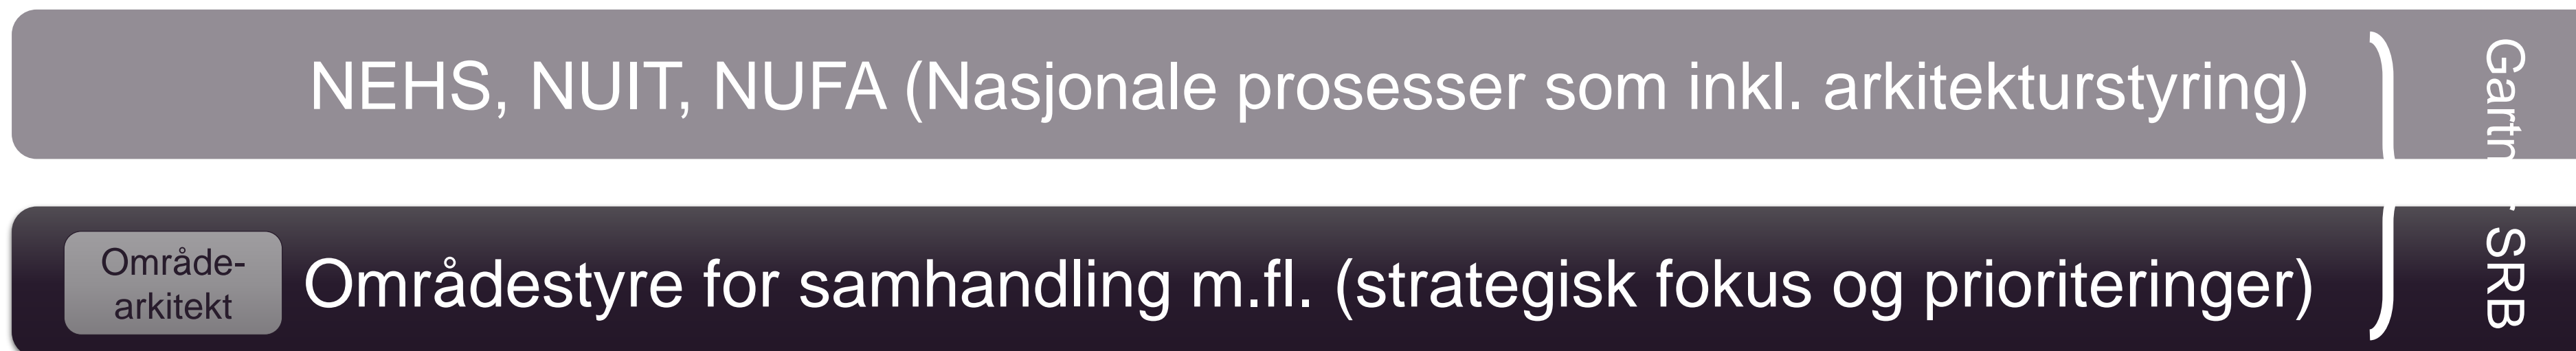 NEHS, NUIT, NUFA (Nasjonale prosesser som inkl. arkitekturstyring)
Område-
arkitekt
Områdestyre for samhandling m.fl. (strategisk fokus og prioriteringer)
SRB